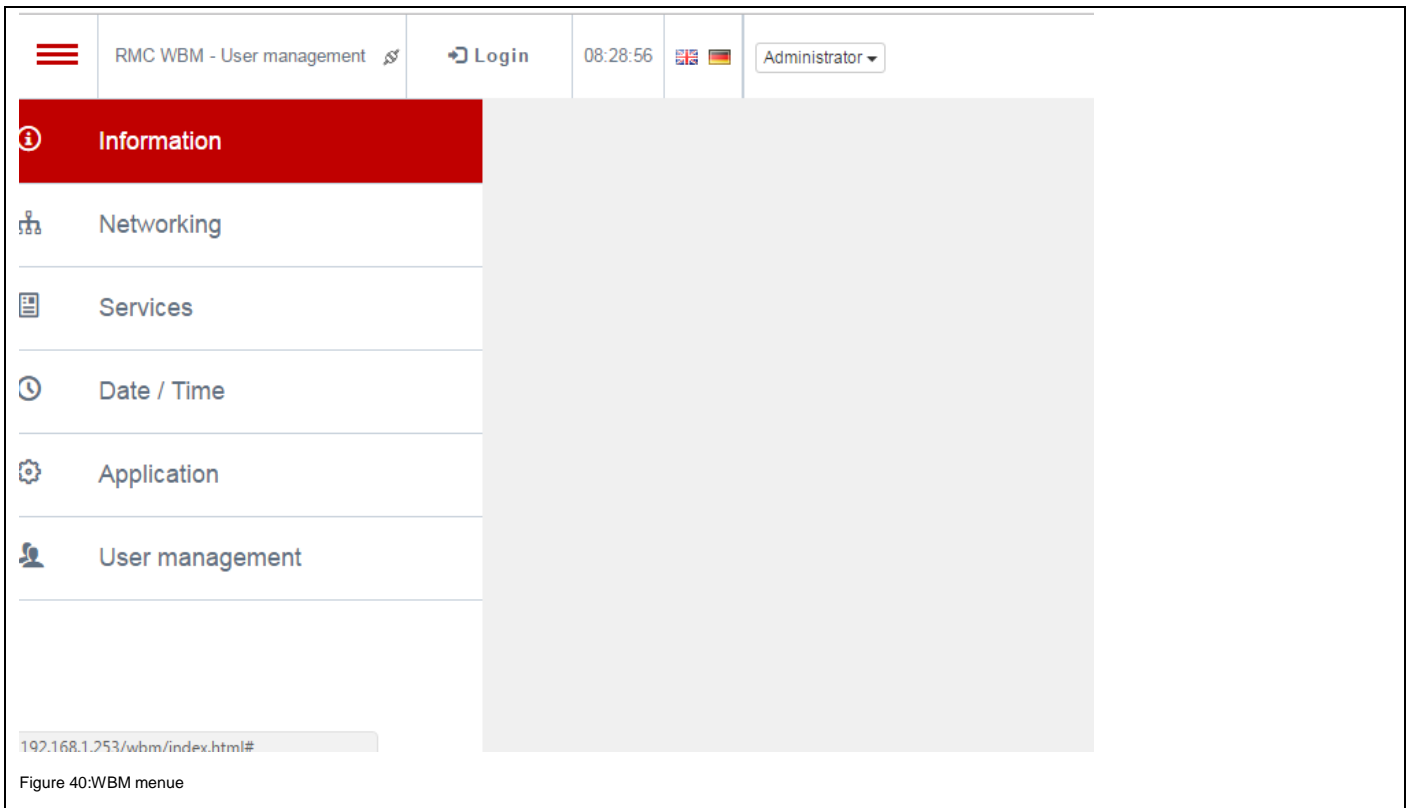 RMC WBM - User management Login 08:28:56 Administrator
Information
Networking
Services
Date / Time
Application
User management
192.168.1.253/wbm/index.html#
Figure 40:WBM menue